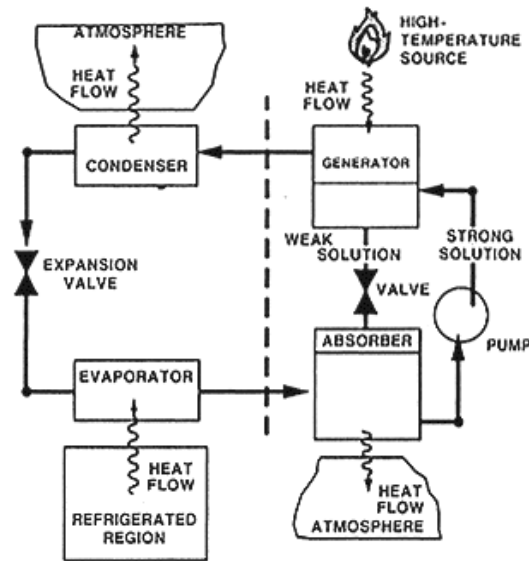 ATMOSPHERE
HEAT
FLOW
CONDENSER
HIGH-
TEMPERATURE
SOURCE
HEAT
FLOW
GENERATOR
WEAK
SOLUTION
STRONG
SOLUTION
EXPANSION
VALVE
VALVE
PUMP
ABSORBER
EVAPORATOR
HEAT
FLOW
REFRIGERATED
REGION
HEAT
FLOW
ATMOSPHERE